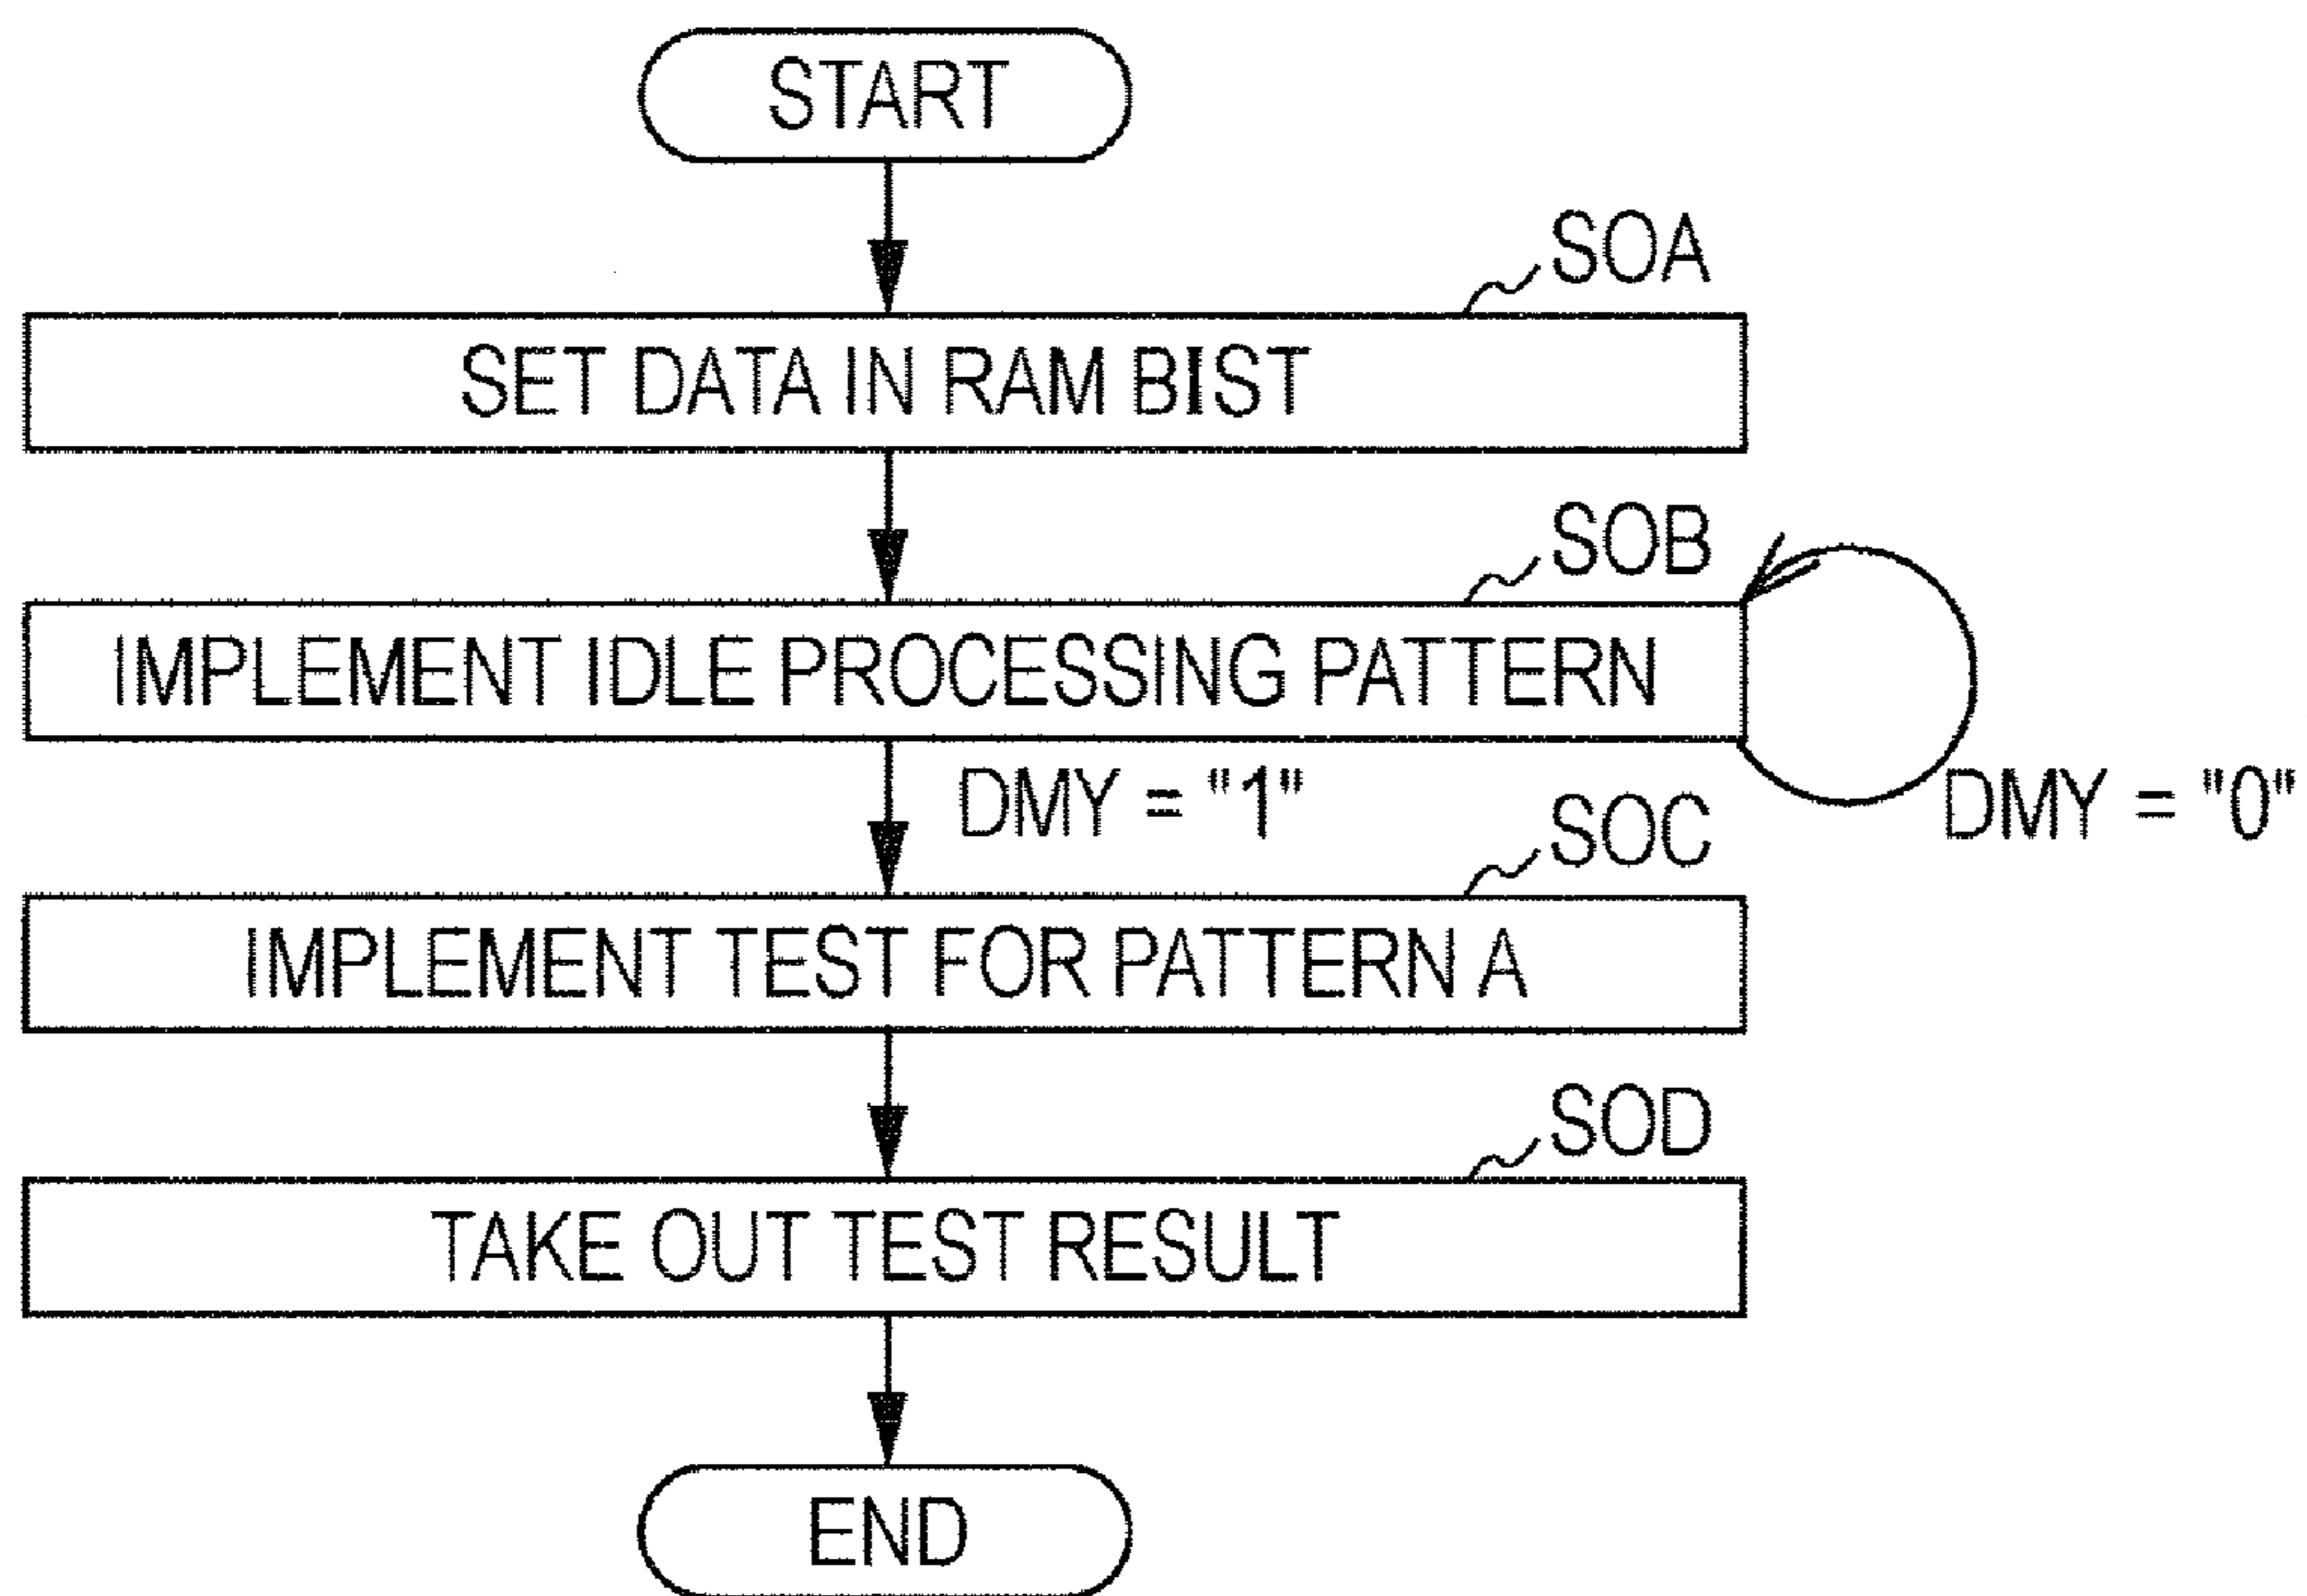 START
SOA
SET DATA IN RAM BIST
SOB
IMPLEMENT IDLE PROCESSING PATTERN
DMY = "1"
DMY = "0"
SOC
IMPLEMENT TEST FOR PATTERN A
SOD
TAKE OUT TEST RESULT
END